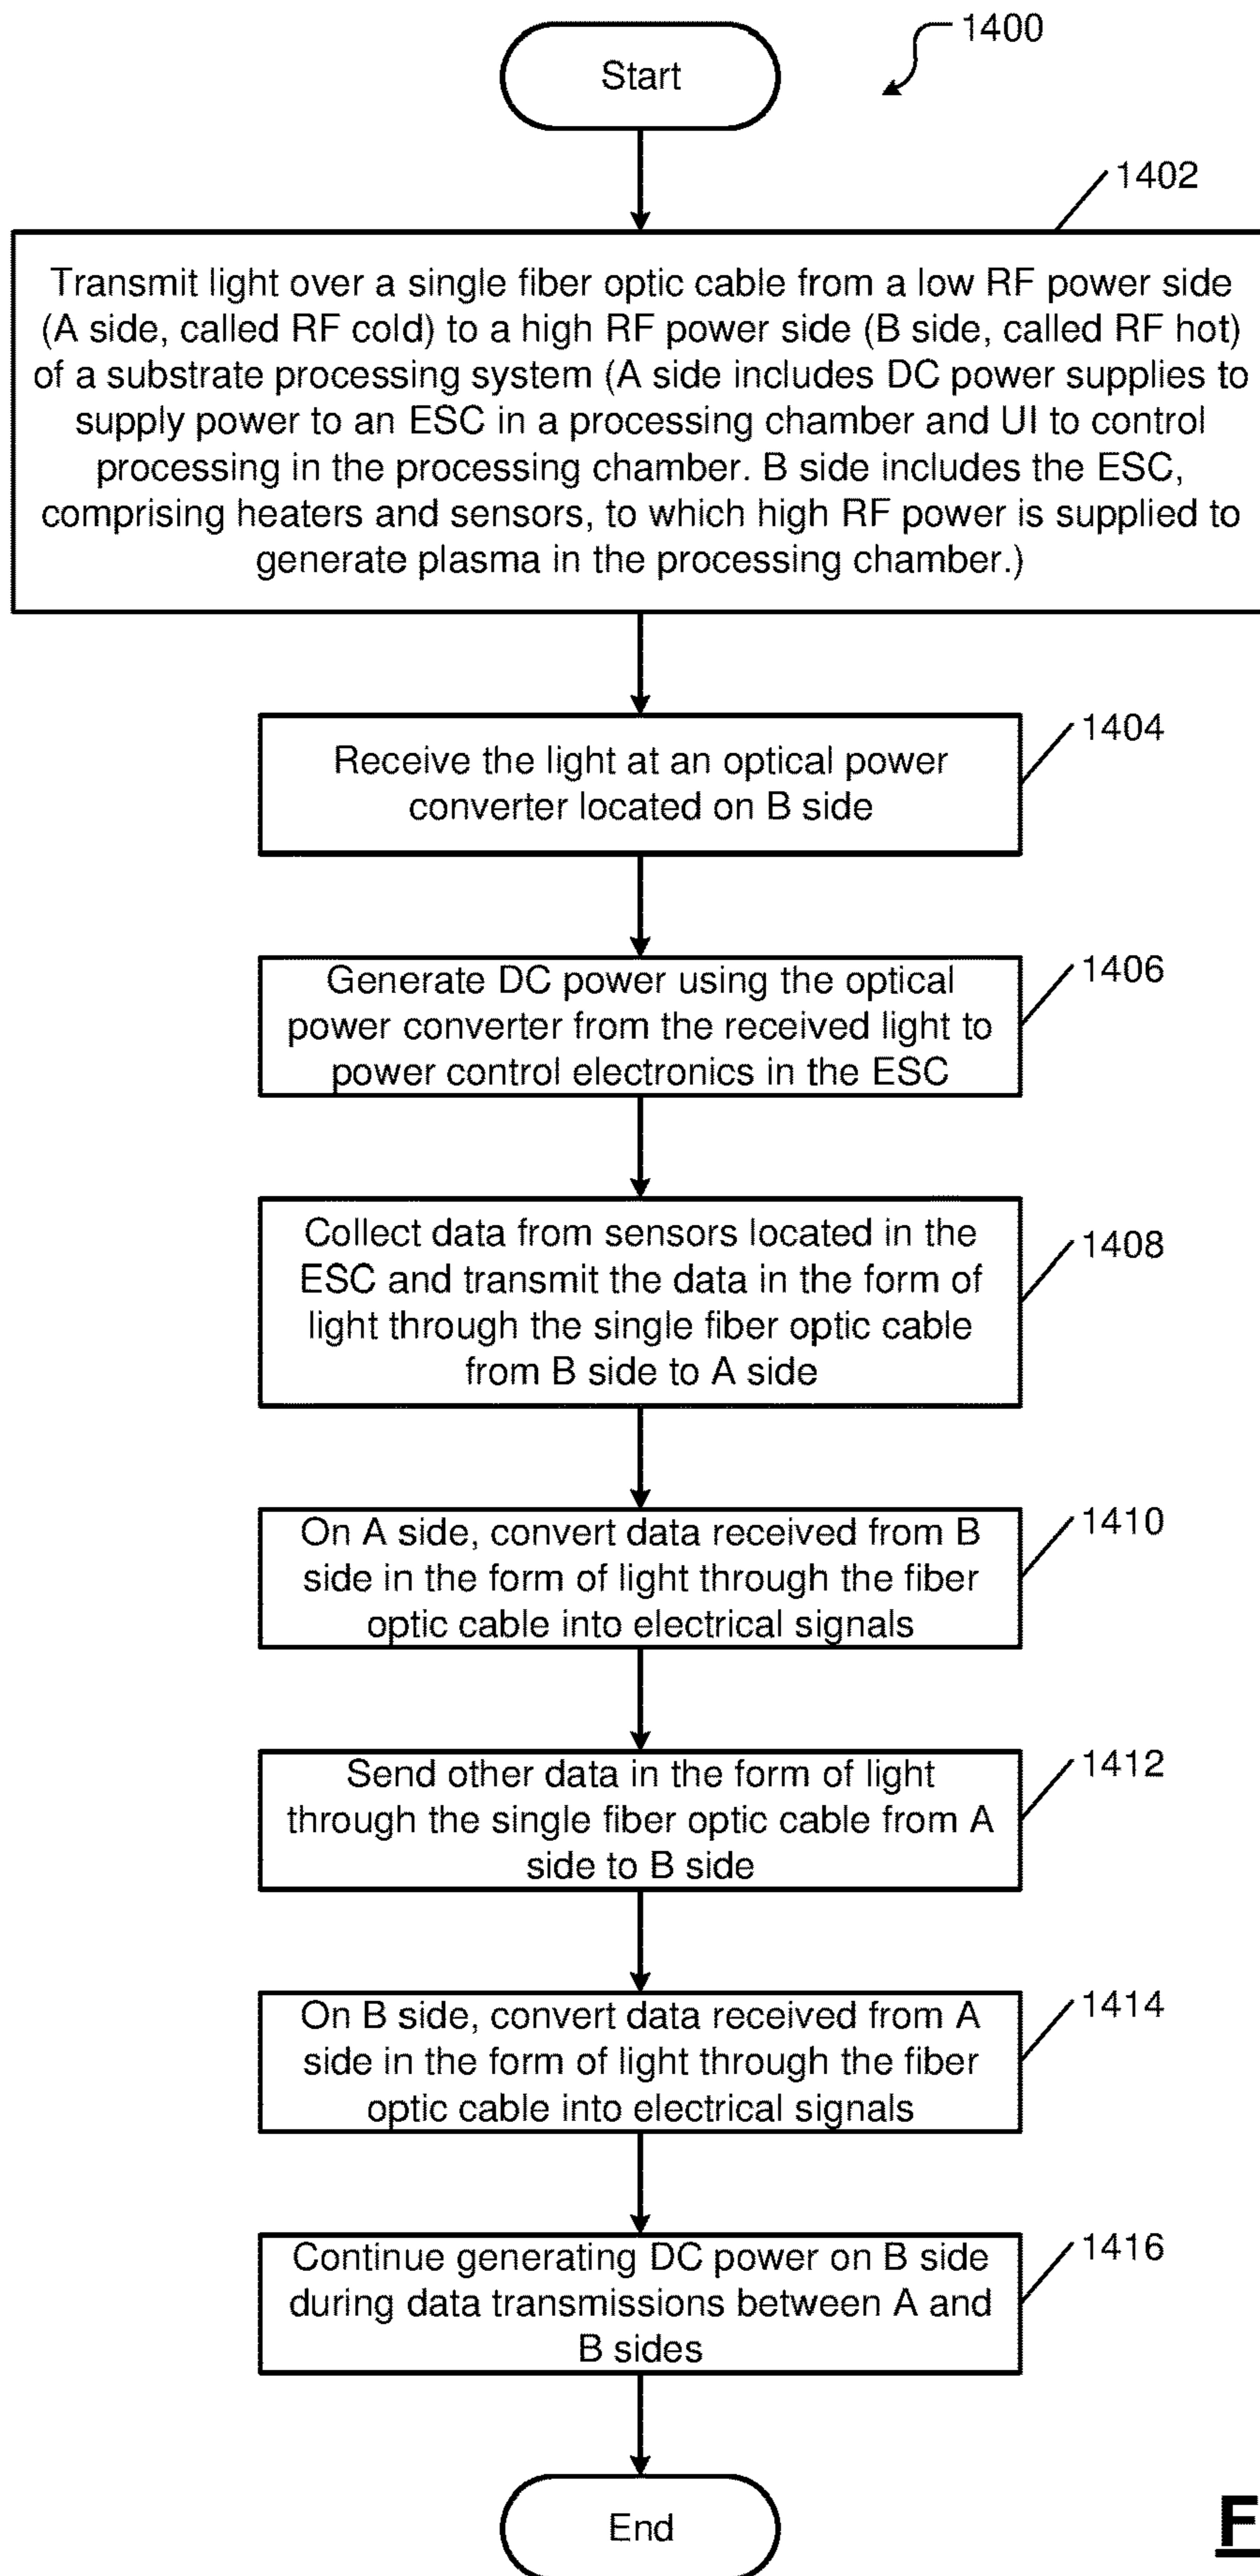 Start
1400
1402
Transmit light over a single fiber optic cable from a low RF power side
(A side, called RF cold) to a high RF power side (B side, called RF hot)
of a substrate processing system (A side includes DC power supplies to
supply power to an ESC in a processing chamber and UI to control
processing in the processing chamber. B side includes the ESC,
comprising heaters and sensors, to which high RF power is supplied to
generate plasma in the processing chamber.)
1404
Receive the light at an optical power
converter located on B side
1406
Generate DC power using the optical
power converter from the received light to
power control electronics in the ESC
1408
Collect data from sensors located in the
ESC and transmit the data in the form of
light through the single fiber optic cable
from B side to A side
1410
On A side, convert data received from B
side in the form of light through the fiber
optic cable into electrical signals
1412
Send other data in the form of light
through the single fiber optic cable from A
side to B side
1414
On B side, convert data received from A
side in the form of light through the fiber
optic cable into electrical signals
1416
Continue generating DC power on B side
during data transmissions between A and
B sides
End
F